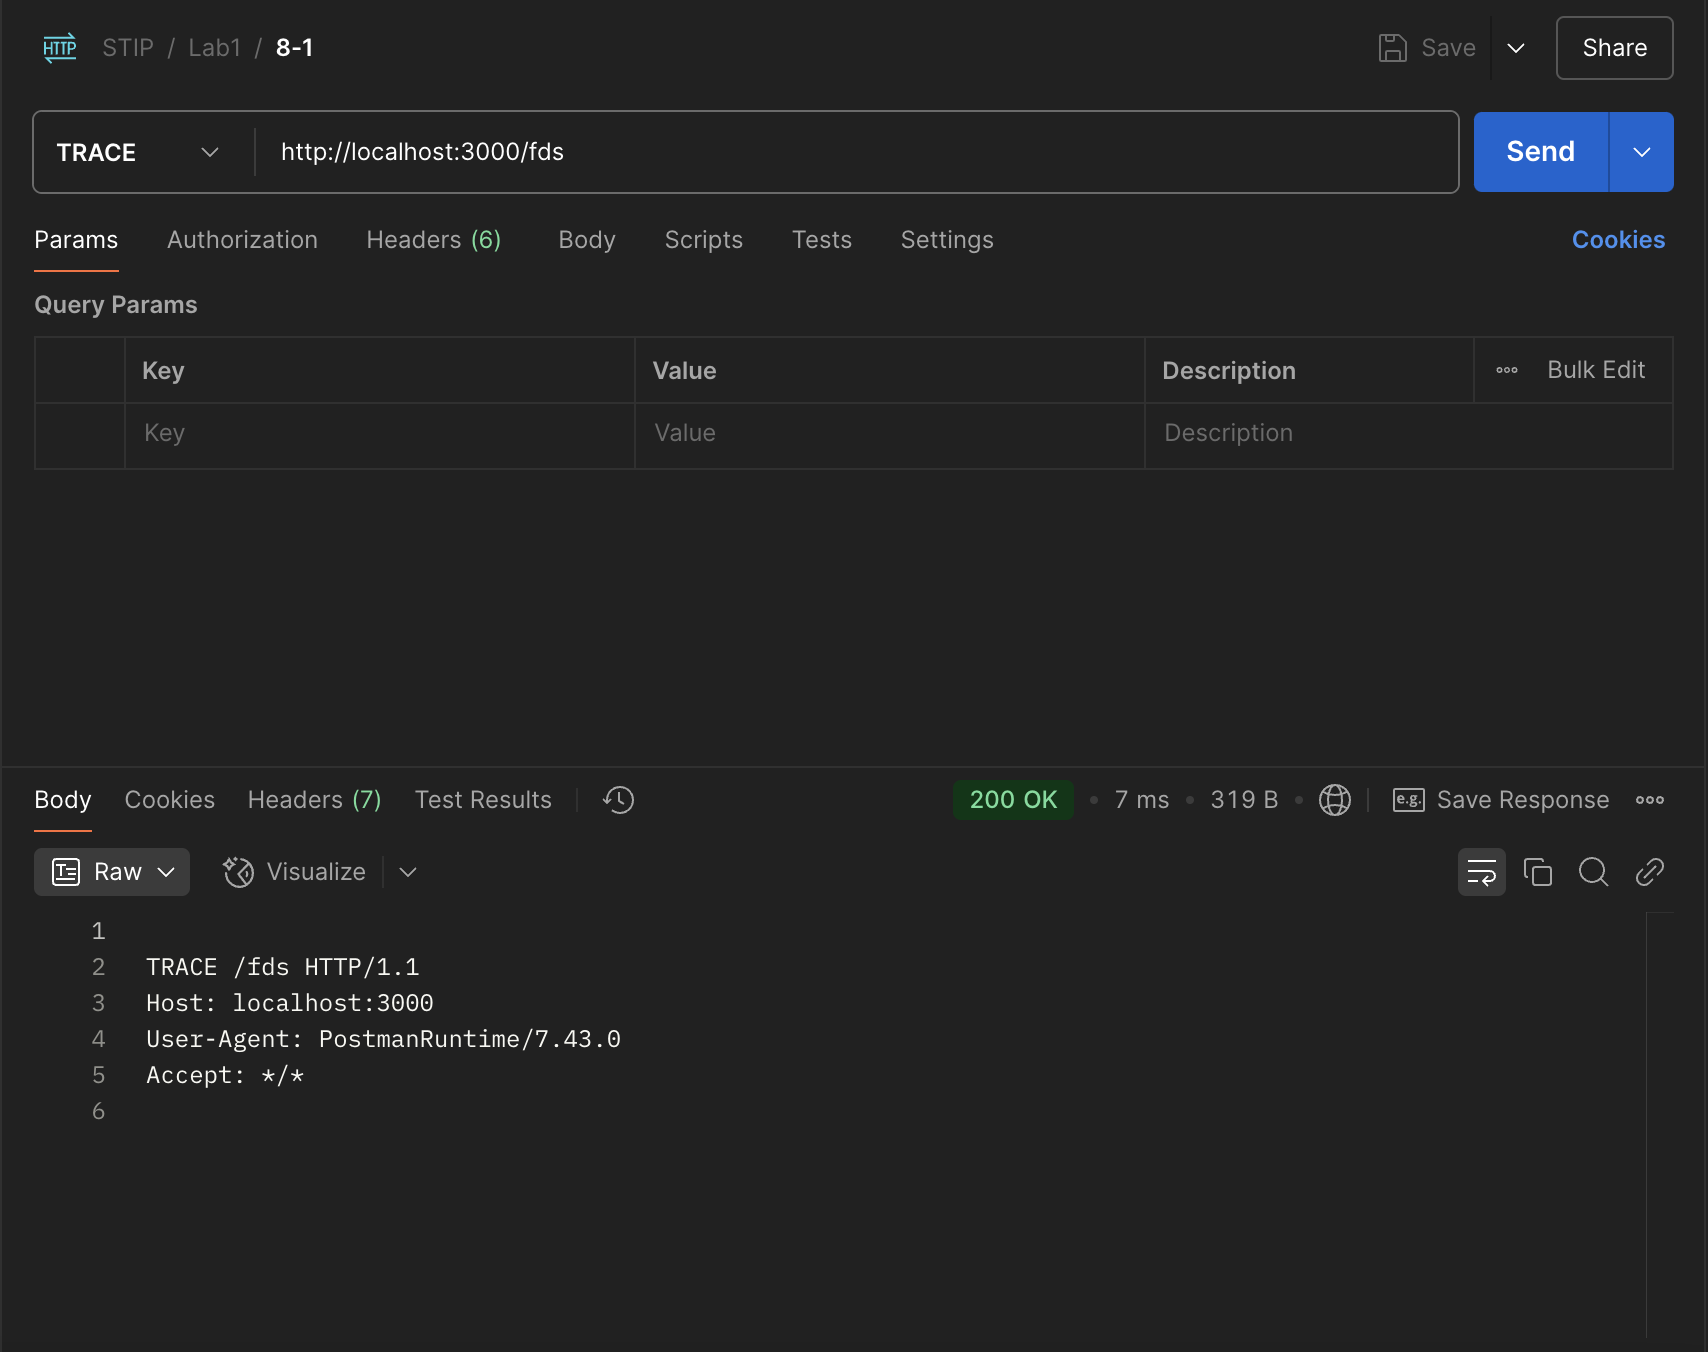 HTTP STIP / Lab1 / 8-1 Save Share
TRACE http://localhost:3000/fds Send
Params Authorization Headers (6) Body Scripts Tests Settings Cookies
Query Params
Key Value Description Bulk Edit
Key Value Description
Body Cookies Headers (7) Test Results 200 OK • 7 ms • 319 B • e.g. Save Response
Raw Visualize
1
2 TRACE /fds HTTP/1.1
3 Host: localhost:3000
4 User-Agent: PostmanRuntime/7.43.0
5 Accept: */*
6